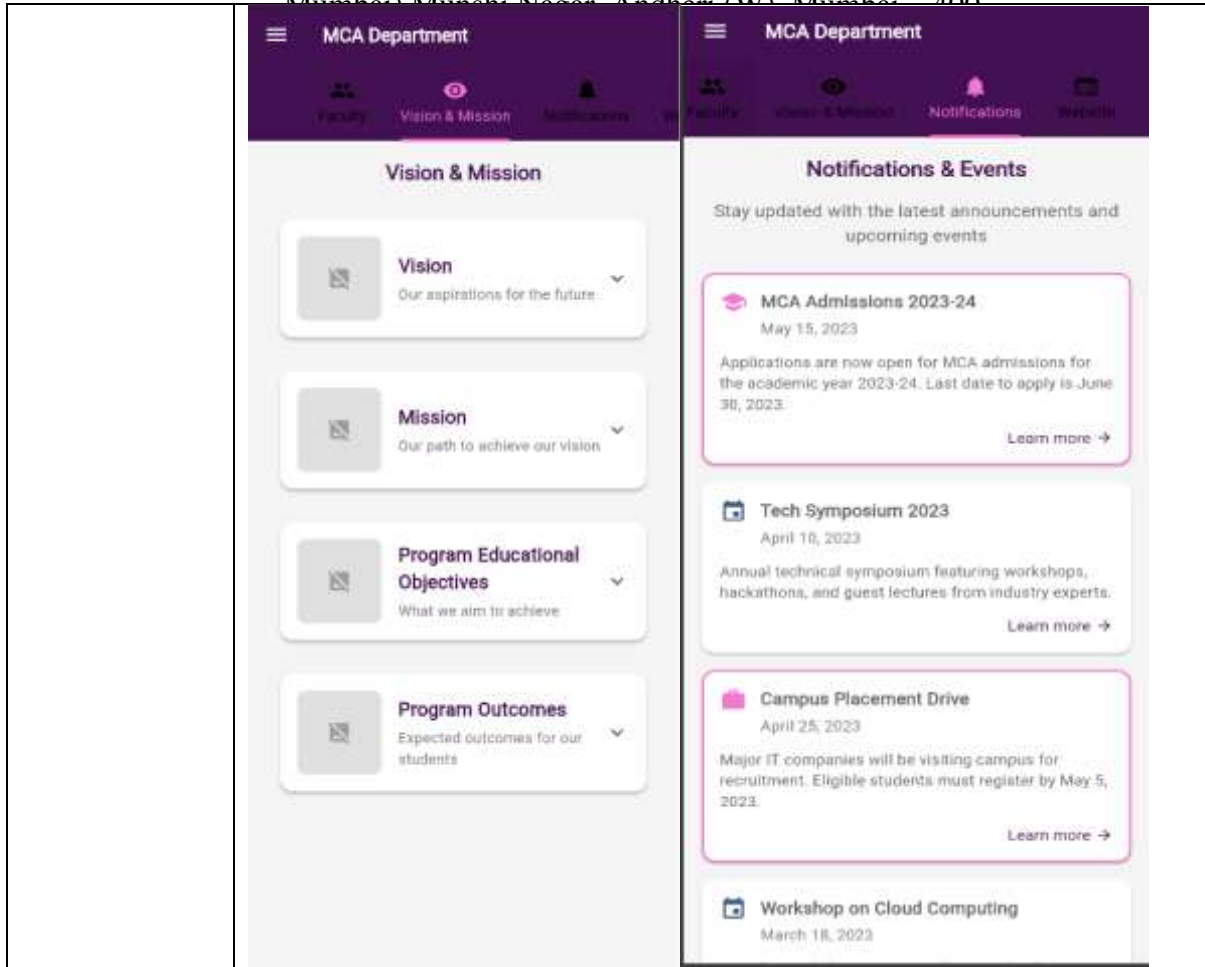 MCA Department
Faculty
Vision & Mission
Notifications
Vision & Mission
Vision
Our aspirations for the future
Mission
Our path to achieve our vision
Program Educational
Objectives
What we aim to achieve
Program Outcomes
Expected outcomes for our
students
MCA Department
Faculty
Vision & Mission
Notifications
Website
Notifications & Events
Stay updated with the latest announcements and
upcoming events
MCA Admissions 2023-24
May 15, 2023
Applications are now open for MCA admissions for
the academic year 2023-24. Last date to apply is June
30, 2023.
Learn more →
Tech Symposium 2023
April 10, 2023
Annual technical symposium featuring workshops,
hackathons, and guest lectures from industry experts.
Learn more →
Campus Placement Drive
April 25, 2023
Major IT companies will be visiting campus for
recruitment. Eligible students must register by May 5,
2023.
Learn more →
Workshop on Cloud Computing
March 18, 2023